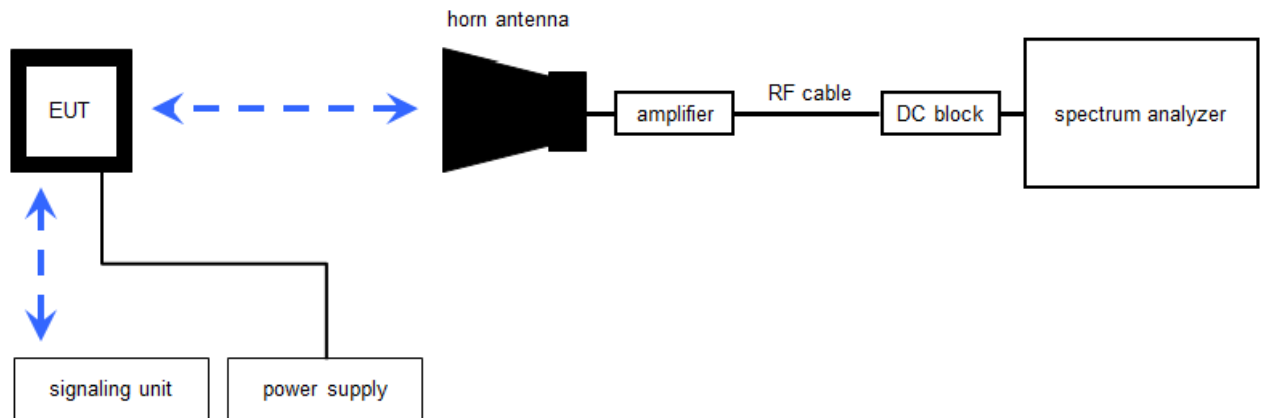 horn antenna
EUT
amplifier
RF cable
DC block
spectrum analyzer
signaling unit
power supply